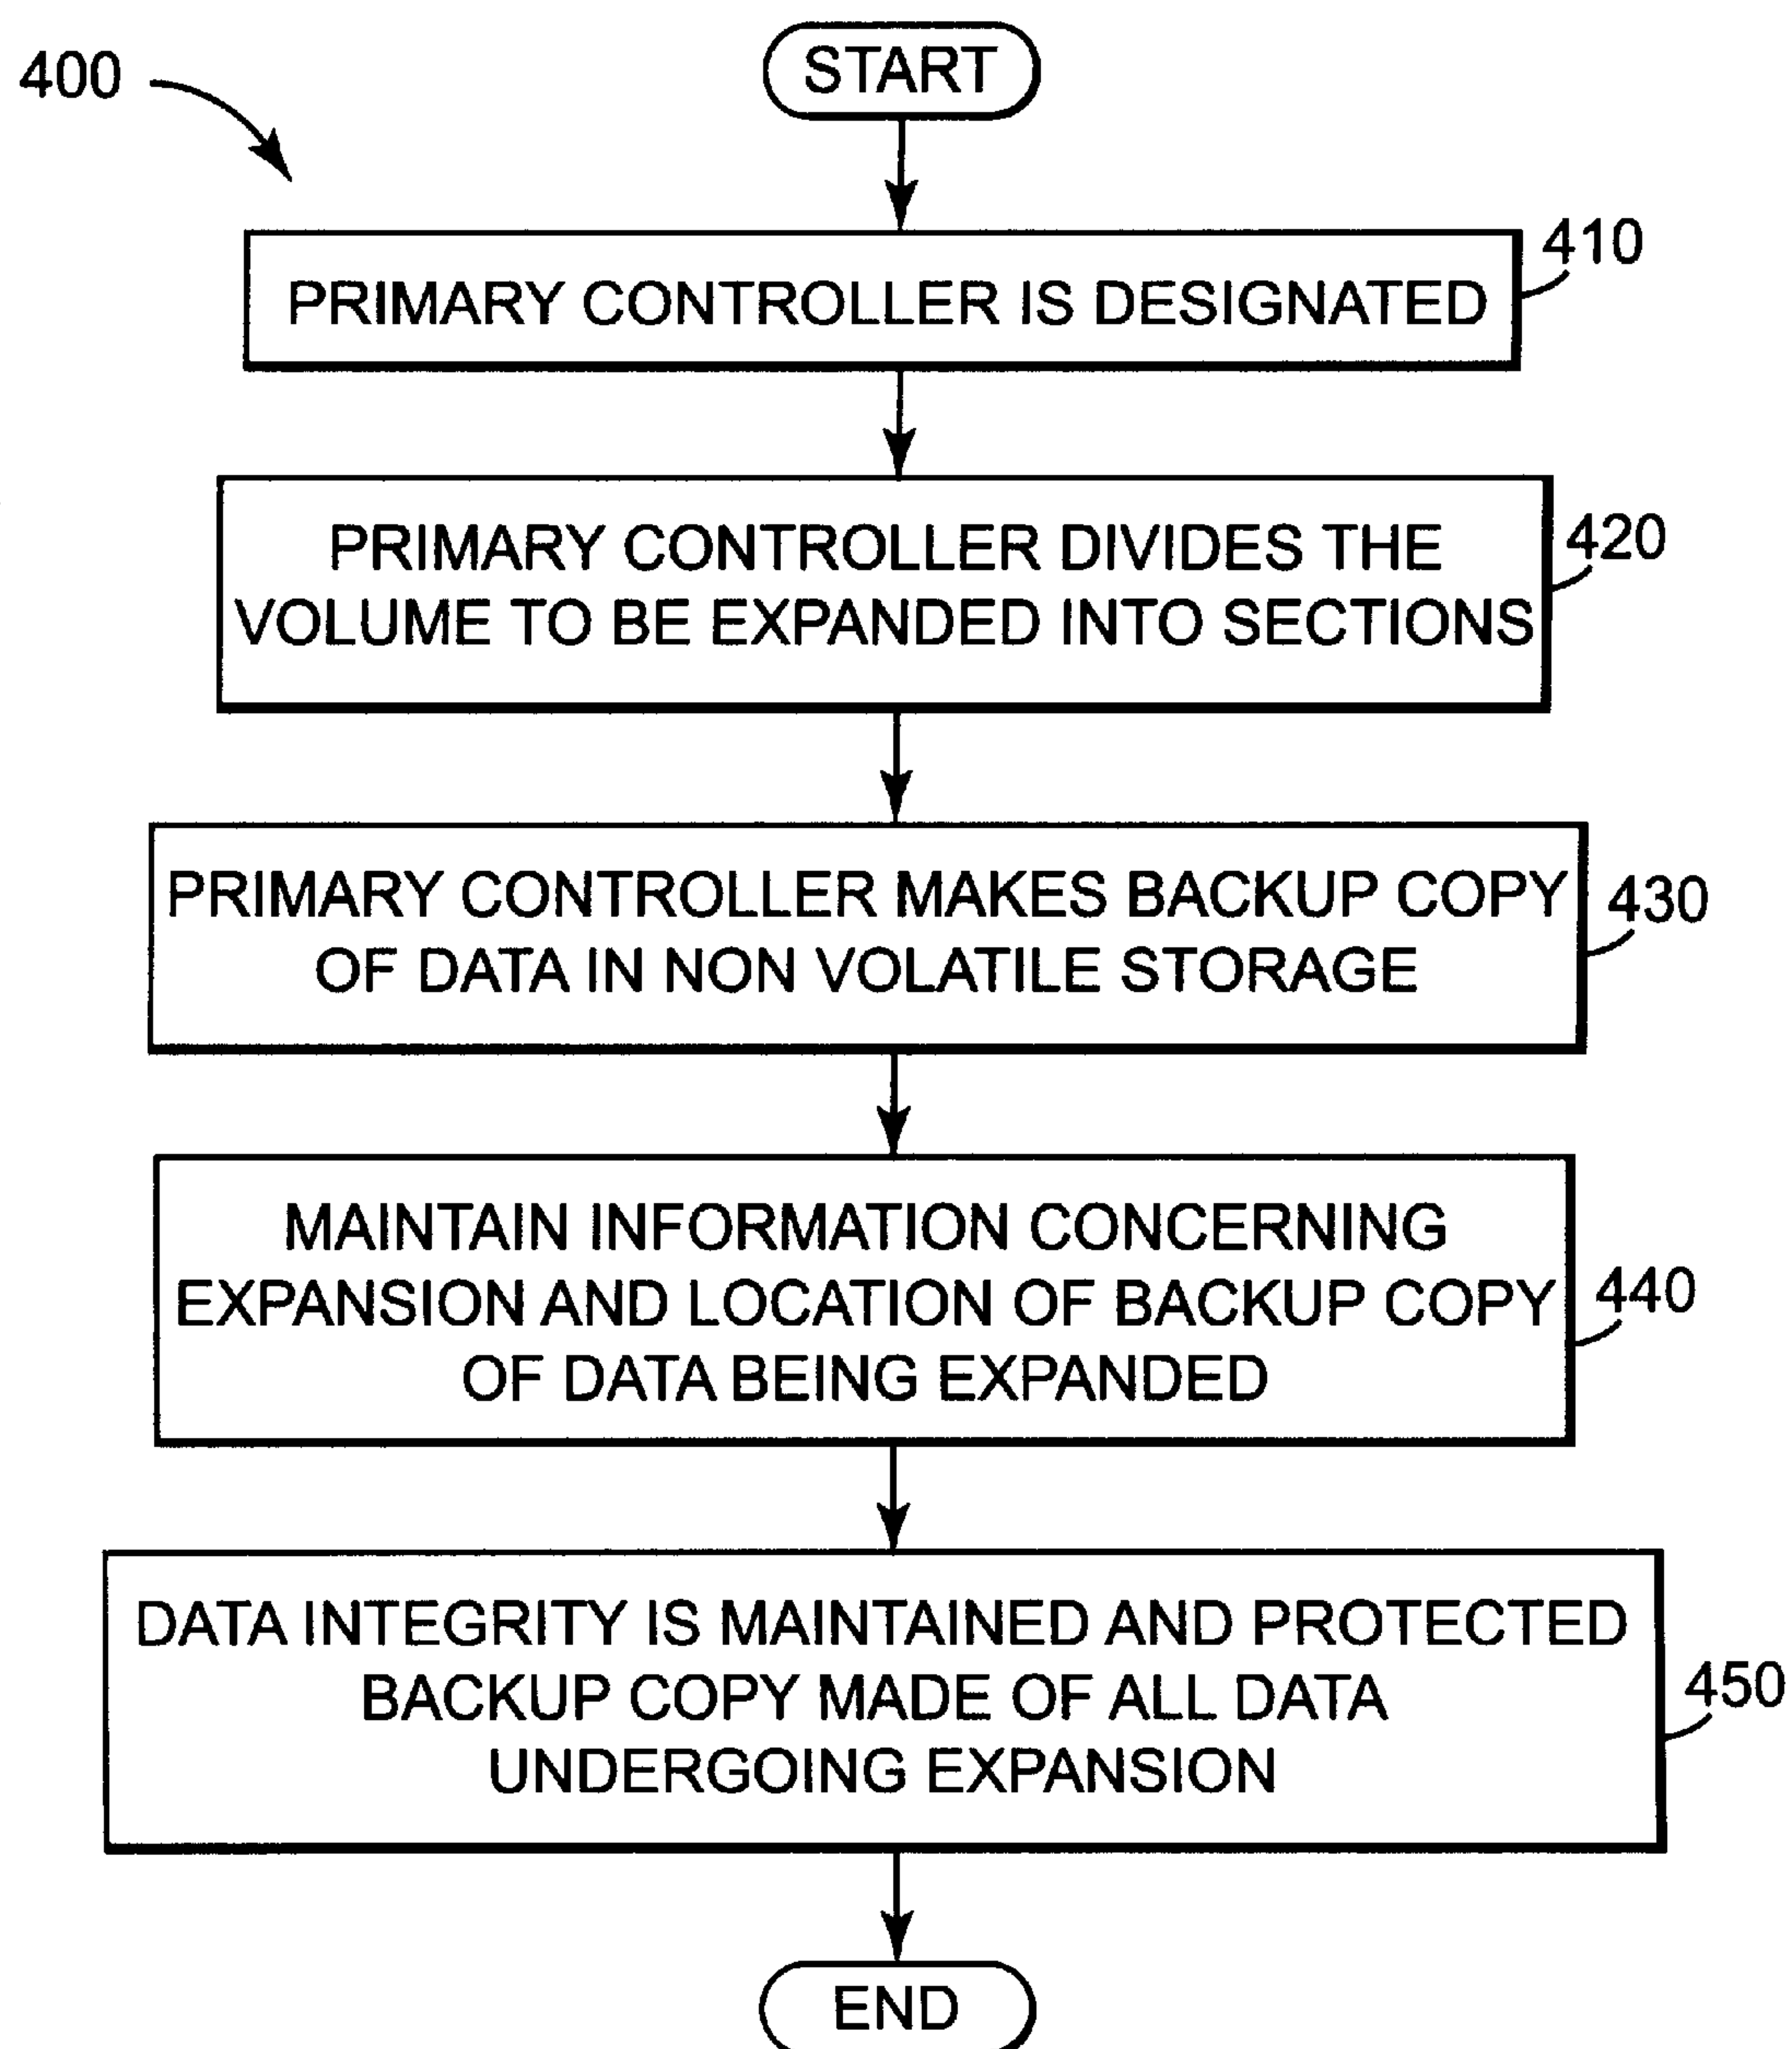 400
START
410
PRIMARY CONTROLLER IS DESIGNATED
420
PRIMARY CONTROLLER DIVIDES THE
VOLUME TO BE EXPANDED INTO SECTIONS
430
PRIMARY CONTROLLER MAKES BACKUP COPY
OF DATA IN NON VOLATILE STORAGE
440
MAINTAIN INFORMATION CONCERNING
EXPANSION AND LOCATION OF BACKUP COPY
OF DATA BEING EXPANDED
450
DATA INTEGRITY IS MAINTAINED AND PROTECTED
BACKUP COPY MADE OF ALL DATA
UNDERGOING EXPANSION
END